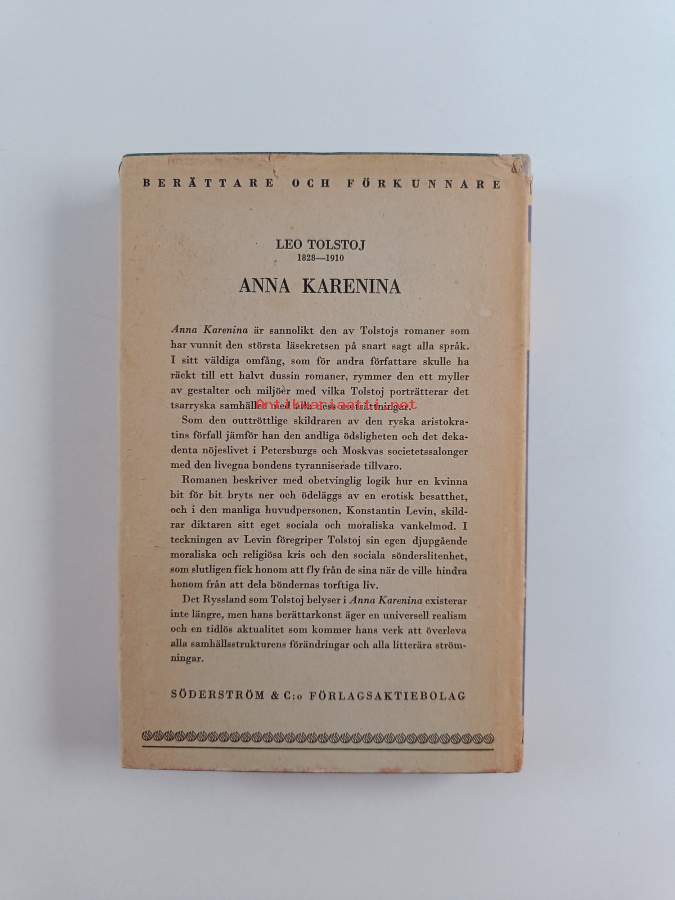 BERÄTTARE OCH FÖRKUNNARE
LEO TOLSTOJ
1828—1910
ANNA KARENINA
Anna Karenina är sannolikt den av Tolstojs romaner som
har vunnit den största läsekretsen på snart sagt alla språk.
I sitt väldiga omfång, som för andra författare skulle ha
räckt till ett halvt dussin romaner, rymmer den ett myller
av gestalter och miljöer med vilka Tolstoj porträtterar det
tsarryska samhället med alla dess motsättningar.
Antikvariaatti.net
Som den outtröttlige skildraren av den ryska aristokra-
tins förfall jämför han den andliga ödsligheten och det deka-
denta nöjeslivet i Petersburgs och Moskvas societetssalonger
med den livegna bondens tyranniserade tillvaro.
Romanen beskriver med obetvinglig logik hur en kvinna
bit för bit bryts ner och ödeläggs av en erotisk besatthet,
och i den manliga huvudpersonen, Konstantin Levin, skild-
rar diktaren sitt eget sociala och moraliska vankelmod. I
teckningen av Levin föregriper Tolstoj sin egen djupgående
moraliska och religiösa kris och den sociala sönderslitenhet,
som slutligen fick honom att fly från de sina när de ville hindra
honom från att dela böndernas torftiga liv.
Det Ryssland som Tolstoj belyser i Anna Karenina existerar
inte längre, men hans berättarkonst äger en universell realism
och en tidlös aktualitet som kommer hans verk att överleva
alla samhällsstrukturens förändringar och alla litterära ström-
ningar.
SÖDERSTRÖM & C:o FÖRLAGSAKTIEBOLAG